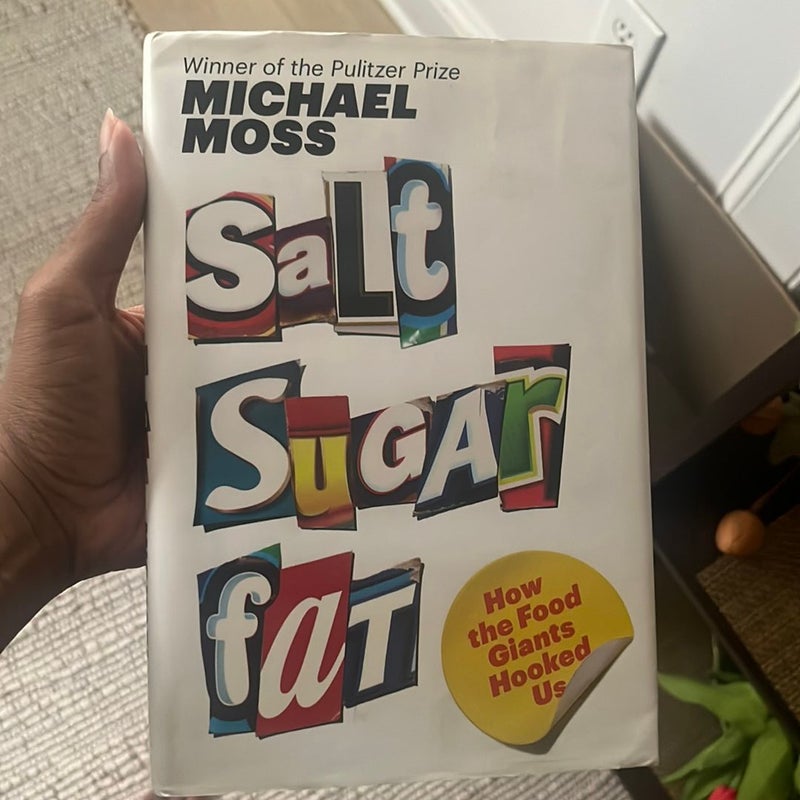 Winner of the Pulitzer Prize
MICHAEL
MOSS
SaLt
SuGAr
faT
How
the Food
Giants
Hooked
Us